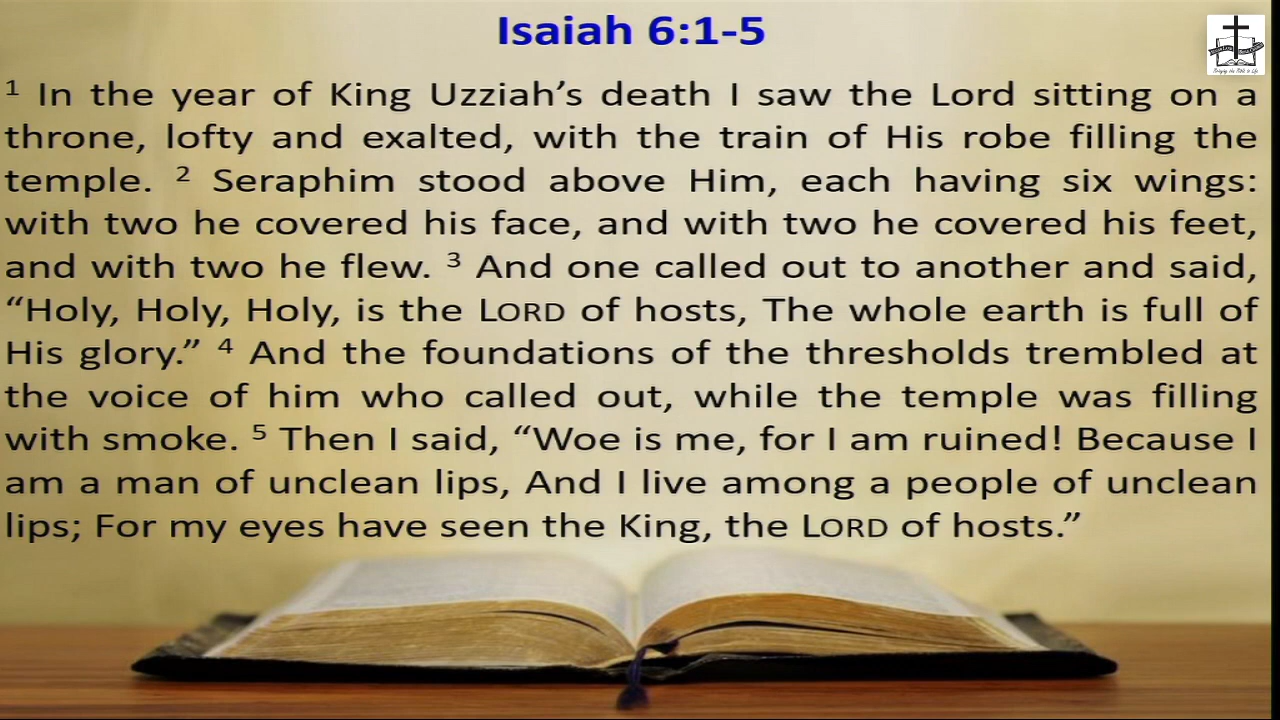 Isaiah 6:1-5
¹ In the year of King Uzziah’s death I saw the Lord sitting on a
throne, lofty and exalted, with the train of His robe filling the
temple. ² Seraphim stood above Him, each having six wings:
with two he covered his face, and with two he covered his feet,
and with two he flew. ³ And one called out to another and said,
“Holy, Holy, Holy, is the LORD of hosts, The whole earth is full of
His glory.” ⁴ And the foundations of the thresholds trembled at
the voice of him who called out, while the temple was filling
with smoke. ⁵ Then I said, “Woe is me, for I am ruined! Because I
am a man of unclean lips, And I live among a people of unclean
lips; For my eyes have seen the King, the LORD of hosts.”